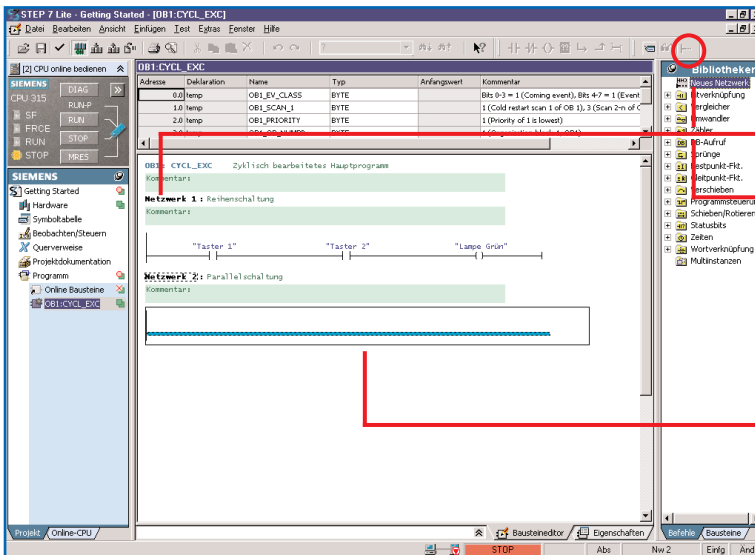 STEP 7 Lite - Getting Started - [OB1:CYCL_EXC]
Datei Bearbeiten Ansicht Einfügen Test Extras Fenster Hilfe
?
[2] CPU online bedienen
SIEMENS
CPU 315
DIAG
RUN-P
RUN
STOP
MRES
SF
FRCE
RUN
STOP
SIEMENS
Getting Started
Hardware
Symboltabelle
Beobachten/Steuern
Querverweise
Projektdokumentation
Programm
Online Bausteine
OB1:CYCL_EXC
Projekt
Online-CPU
OB1:CYCL_EXC
Adresse Deklaration Name Typ Anfangswert Kommentar
0.0 temp OB1_EV_CLASS BYTE Bits 0-3 = 1 (Coming event), Bits 4-7 = 1 (Event
1.0 temp OB1_SCAN_1 BYTE 1 (Cold restart scan 1 of OB 1), 3 (Scan 2-n of O
2.0 temp OB1_PRIORITY BYTE 1 (Priority of 1 is lowest)
OB1: CYCL_EXC Zyklisch bearbeitetes Hauptprogramm
Kommentar:
Netzwerk 1 : Reihenschaltung
Kommentar:
"Taster 1" "Taster 2" "Lampe Grün"
Netzwerk 2 : Parallelschaltung
Kommentar:
Bausteineditor
Eigenschaften
Bibliotheken
Neues Netzwerk
Bitverknüpfung
Vergleicher
Umwandler
Zähler
DB-Aufruf
Sprünge
Festpunkt-Fkt.
Gleitpunkt-Fkt.
Verschieben
Programmsteuerun
Schieben/Rotieren
Statusbits
Zeiten
Wortverknüpfung
Multiinstanzen
Befehle
Bausteine
STOP Abs Nw 2 Einfg Änd